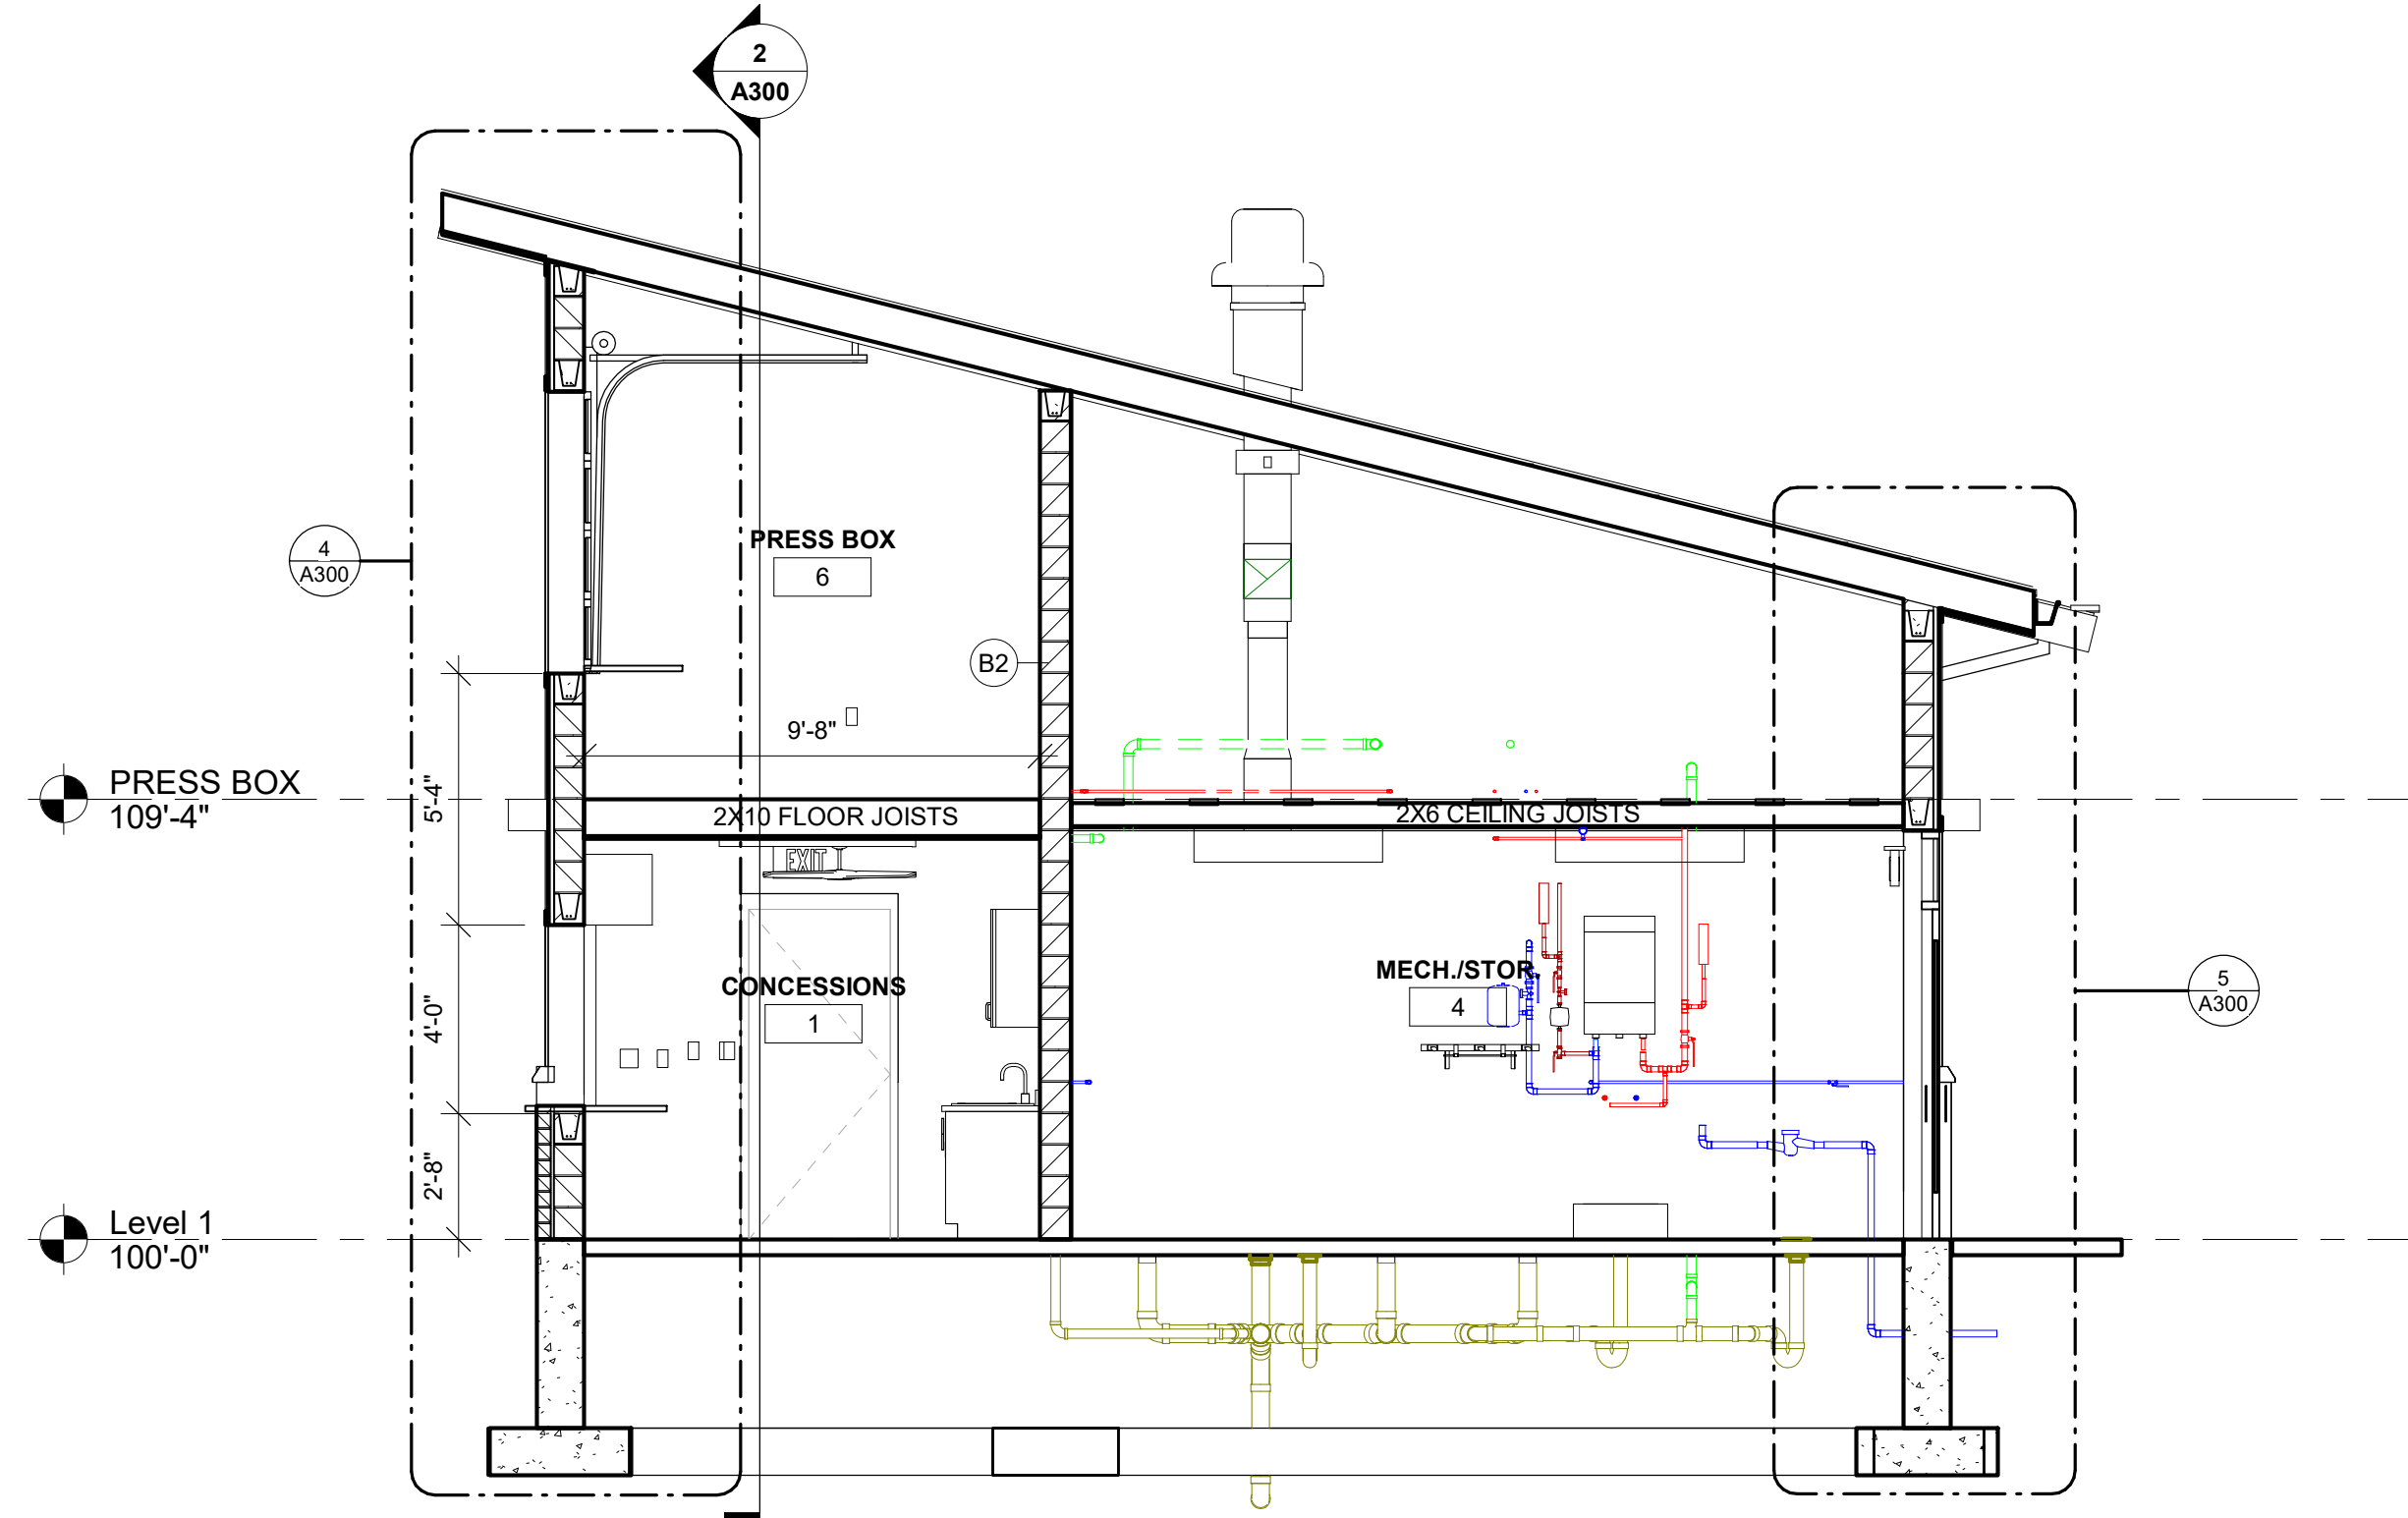 2
A300
4
A300
PRESS BOX
6
B2
9'-8"
PRESS BOX
109'-4"
5'-4"
2X10 FLOOR JOISTS
2X6 CEILING JOISTS
EXIT
MECH./STOR
4
CONCESSIONS
1
5
A300
4'-0"
2'-8"
Level 1
100'-0"